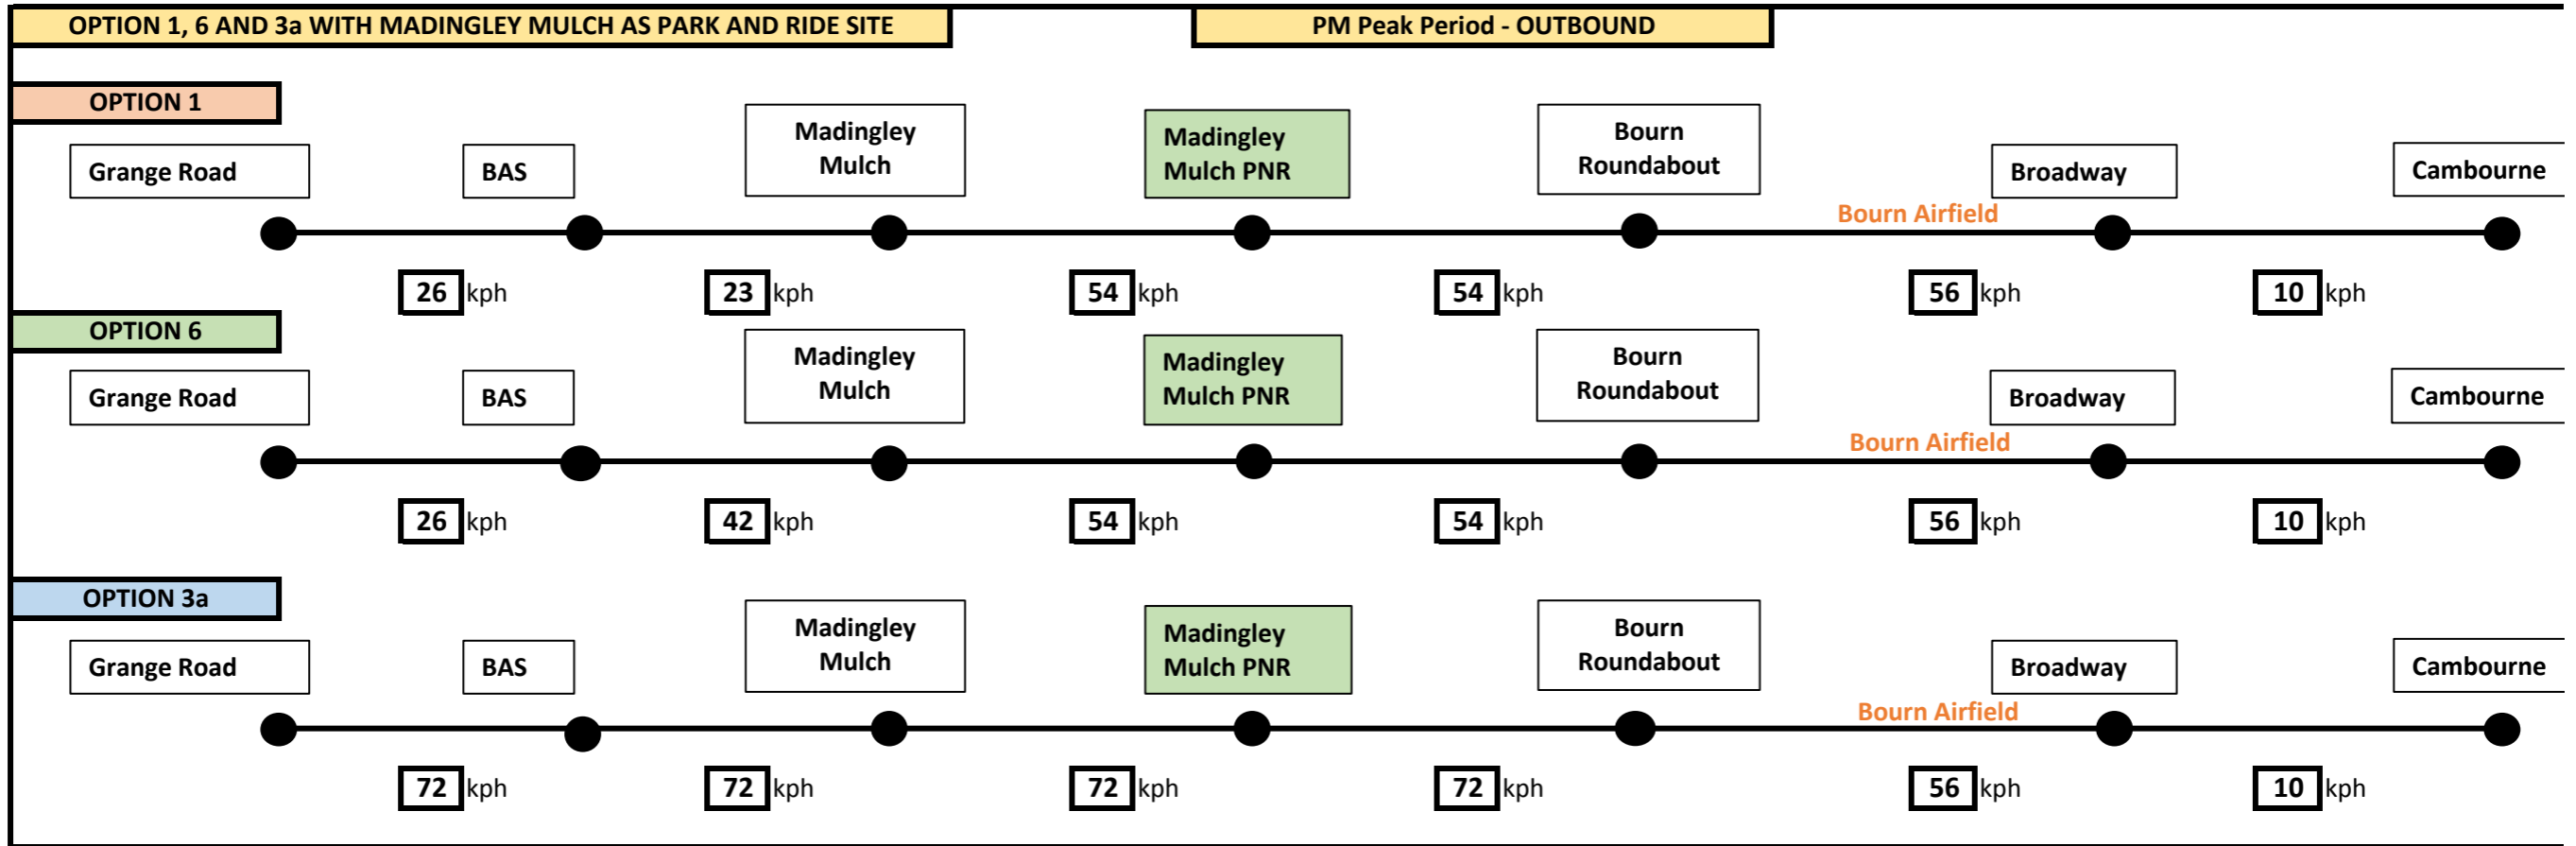 OPTION 1, 6 AND 3a WITH MADINGLEY MULCH AS PARK AND RIDE SITE
PM Peak Period - OUTBOUND
OPTION 1
Grange Road
BAS
Madingley
Mulch
Madingley
Mulch PNR
Bourn
Roundabout
Bourn Airfield
Broadway
Cambourne
26 kph
23 kph
54 kph
54 kph
56 kph
10 kph
OPTION 6
Grange Road
BAS
Madingley
Mulch
Madingley
Mulch PNR
Bourn
Roundabout
Bourn Airfield
Broadway
Cambourne
26 kph
42 kph
54 kph
54 kph
56 kph
10 kph
OPTION 3a
Grange Road
BAS
Madingley
Mulch
Madingley
Mulch PNR
Bourn
Roundabout
Bourn Airfield
Broadway
Cambourne
72 kph
72 kph
72 kph
72 kph
56 kph
10 kph